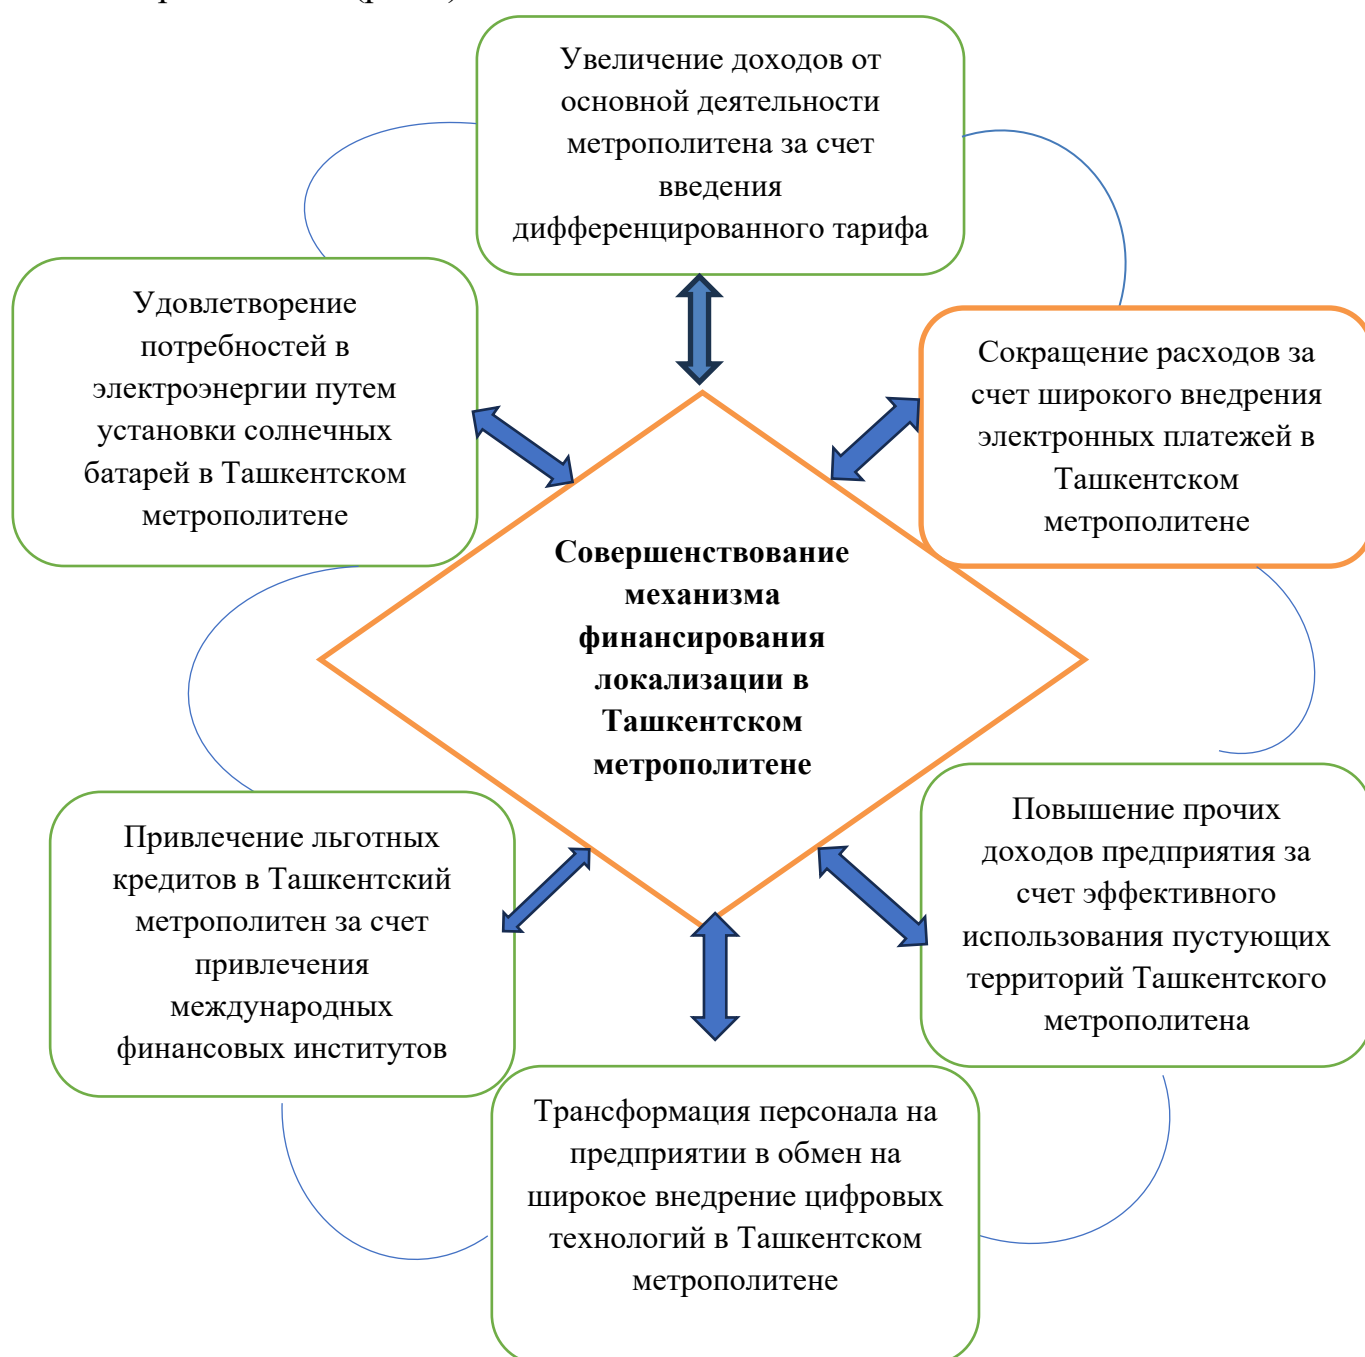 Увеличение доходов от
основной деятельности
метрополитена за счет
введения
дифференцированного тарифа
Удовлетворение
потребностей в
электроэнергии путем
установки солнечных
батарей в Ташкентском
метрополитене
Сокращение расходов за
счет широкого внедрения
электронных платежей в
Ташкентском
метрополитене
Совершенствование
механизма
финансирования
локализации в
Ташкентском
метрополитене
Привлечение льготных
кредитов в Ташкентский
метрополитен за счет
привлечения
международных
финансовых институтов
Повышение прочих
доходов предприятия за
счет эффективного
использования пустующих
территорий Ташкентского
метрополитена
Трансформация персонала на
предприятии в обмен на
широкое внедрение цифровых
технологий в Ташкентском
метрополитене